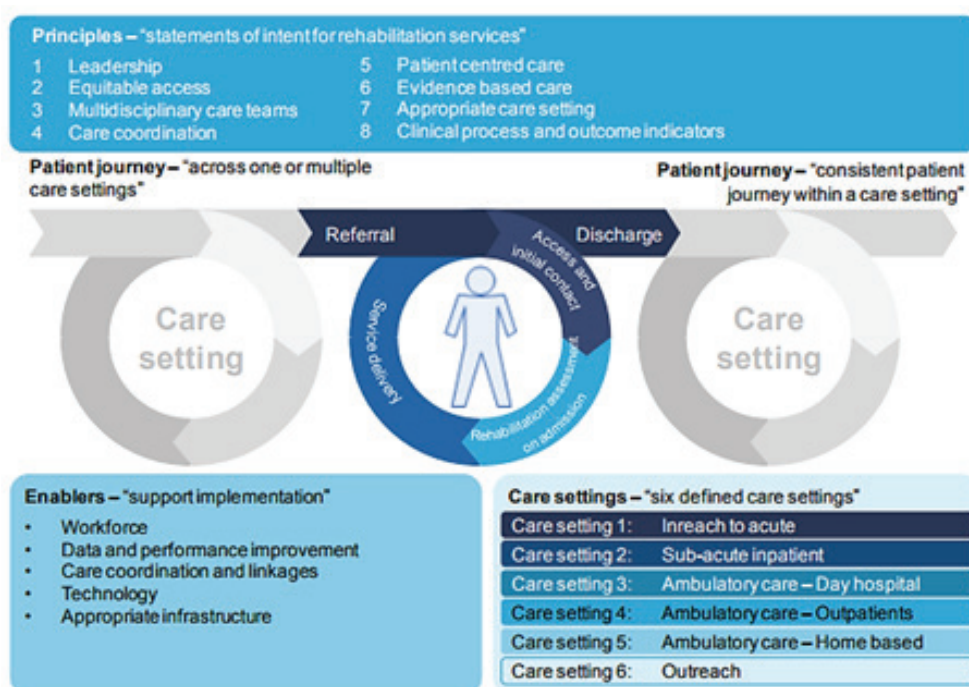 Principles – "statements of intent for rehabilitation services"
1 Leadership
2 Equitable access
3 Multidisciplinary care teams
4 Care coordination
5 Patient centred care
6 Evidence based care
7 Appropriate care setting
8 Clinical process and outcome indicators
Patient journey – "across one or multiple
care settings"
Patient journey – "consistent patient
journey within a care setting"
Referral
Discharge
Care
setting
Access and
initial contact
Rehabilitation assessment
on admission
Service delivery
Care
setting
Enablers – "support implementation"
• Workforce
• Data and performance improvement
• Care coordination and linkages
• Technology
• Appropriate infrastructure
Care settings – "six defined care settings"
Care setting 1: Inreach to acute
Care setting 2: Sub-acute inpatient
Care setting 3: Ambulatory care – Day hospital
Care setting 4: Ambulatory care – Outpatients
Care setting 5: Ambulatory care – Home based
Care setting 6: Outreach